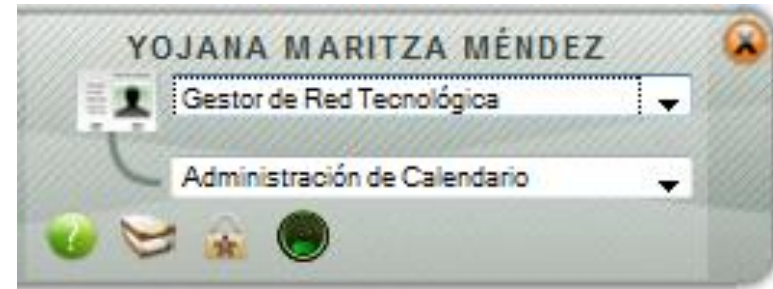 YOJANA MARITZA MÉNDEZ
Gestor de Red Tecnológica
Administración de Calendario
?